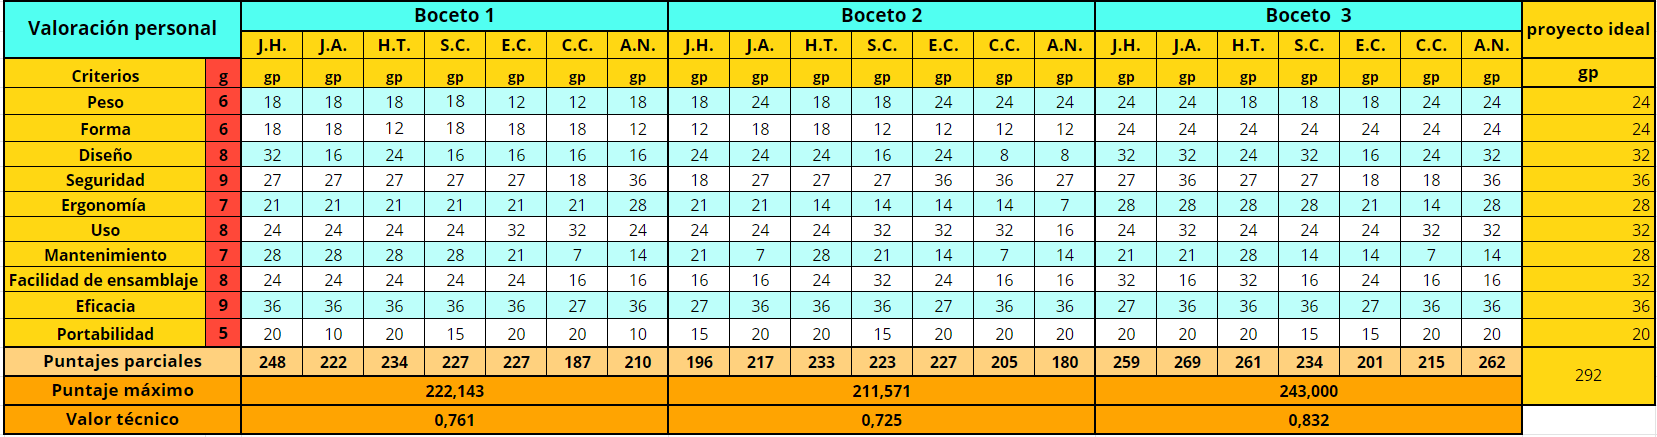 Valoración personal Boceto 1 Boceto 2 Boceto 3 proyecto ideal
J.H. J.A. H.T. S.C. E.C. C.C. A.N. J.H. J.A. H.T. S.C. E.C. C.C. A.N. J.H. J.A. H.T. S.C. E.C. C.C. A.N.
Criterios g gp gp gp gp gp gp gp gp gp gp gp gp gp gp gp gp gp gp gp gp gp gp
Peso 6 18 18 18 18 12 12 18 18 24 18 18 24 24 24 24 24 18 18 18 24 24 24
Forma 6 18 18 12 18 18 18 12 12 18 18 12 12 12 12 24 24 24 24 24 24 24 24
Diseño 8 32 16 24 16 16 16 16 24 24 24 16 24 8 8 32 32 24 32 16 24 32 32
Seguridad 9 27 27 27 27 27 18 36 18 27 27 27 36 36 27 27 36 27 27 18 18 36 36
Ergonomía 7 21 21 21 21 21 21 28 21 21 14 14 14 14 7 28 28 28 28 21 14 28 28
Uso 8 24 24 24 24 32 32 24 24 24 24 32 32 32 16 24 32 24 24 24 32 32 32
Mantenimiento 7 28 28 28 28 21 7 14 21 7 28 21 14 7 14 21 21 28 14 14 7 14 28
Facilidad de ensamblaje 8 24 24 24 24 24 16 16 16 16 24 32 24 16 16 32 16 32 16 24 16 16 32
Eficacia 9 36 36 36 36 36 27 36 27 36 36 36 27 36 36 27 36 36 36 27 36 36 36
Portabilidad 5 20 10 20 15 20 20 10 15 20 20 15 20 20 20 20 20 20 15 15 20 20 20
Puntajes parciales 248 222 234 227 227 187 210 196 217 233 223 227 205 180 259 269 261 234 201 215 262 292
Puntaje máximo 222,143 211,571 243,000
Valor técnico 0,761 0,725 0,832